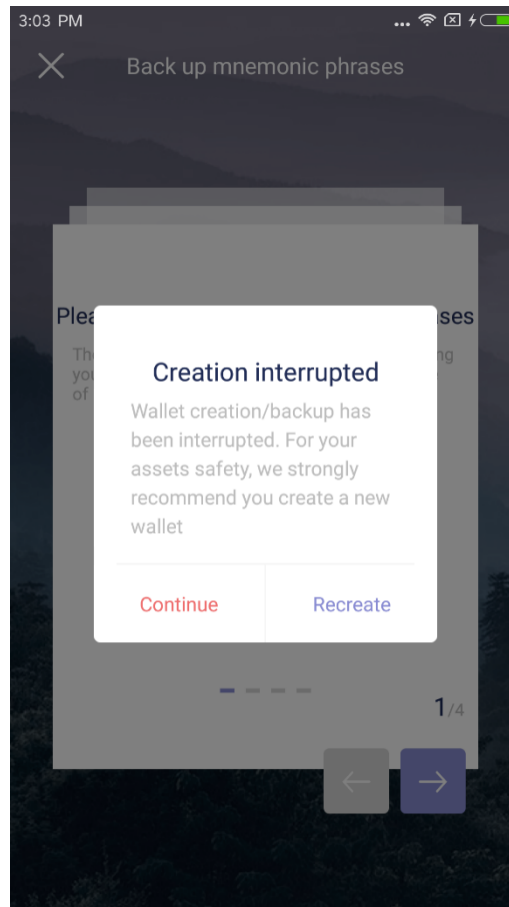 3:03 PM
Back up mnemonic phrases
Creation interrupted
Wallet creation/backup has
been interrupted. For your
assets safety, we strongly
recommend you create a new
wallet
Continue
Recreate
1/4